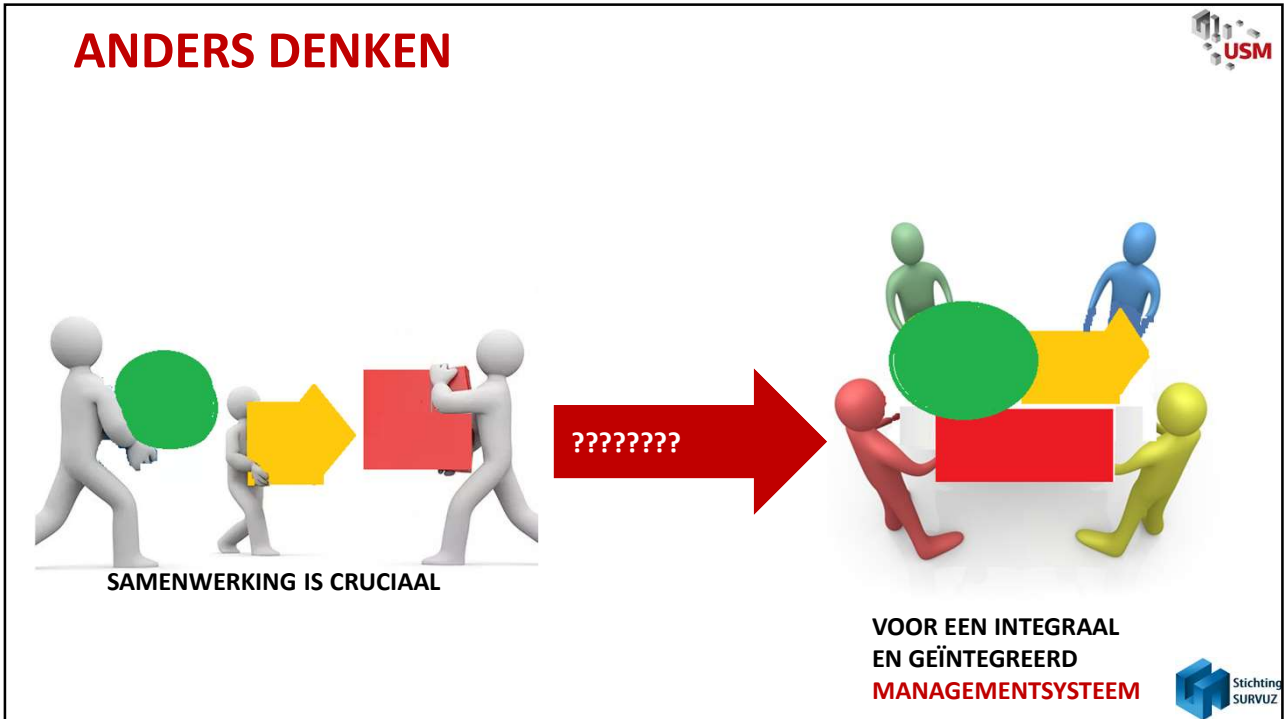 ANDERS DENKEN
USM
????????
SAMENWERKING IS CRUCIAAL
VOOR EEN INTEGRAAL
EN GEÏNTEGREERD
MANAGEMENTSYSTEEM
Stichting
SURVUZ